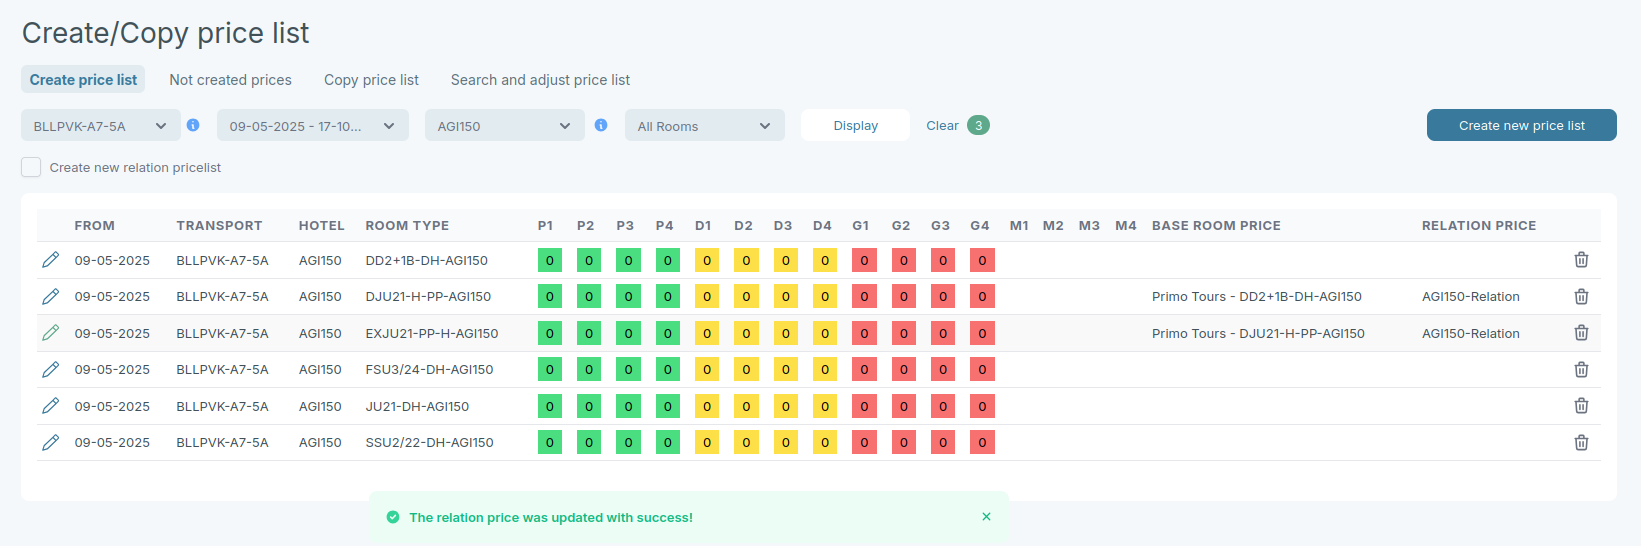 Create/Copy price list
Create price list Not created prices Copy price list Search and adjust price list
BLLPVK-A7-5A 09-05-2025 - 17-10... AGI150 All Rooms Display Clear 3 Create new price list
Create new relation pricelist
FROM TRANSPORT HOTEL ROOM TYPE P1 P2 P3 P4 D1 D2 D3 D4 G1 G2 G3 G4 M1 M2 M3 M4 BASE ROOM PRICE RELATION PRICE
09-05-2025 BLLPVK-A7-5A AGI150 DD2+1B-DH-AGI150 0 0 0 0 0 0 0 0 0 0 0 0
09-05-2025 BLLPVK-A7-5A AGI150 DJU21-H-PP-AGI150 0 0 0 0 0 0 0 0 0 0 0 0 Primo Tours - DD2+1B-DH-AGI150 AGI150-Relation
09-05-2025 BLLPVK-A7-5A AGI150 EXJU21-PP-H-AGI150 0 0 0 0 0 0 0 0 0 0 0 0 Primo Tours - DJU21-H-PP-AGI150 AGI150-Relation
09-05-2025 BLLPVK-A7-5A AGI150 FSU3/24-DH-AGI150 0 0 0 0 0 0 0 0 0 0 0 0
09-05-2025 BLLPVK-A7-5A AGI150 JU21-DH-AGI150 0 0 0 0 0 0 0 0 0 0 0 0
09-05-2025 BLLPVK-A7-5A AGI150 SSU2/22-DH-AGI150 0 0 0 0 0 0 0 0 0 0 0 0
The relation price was updated with success!